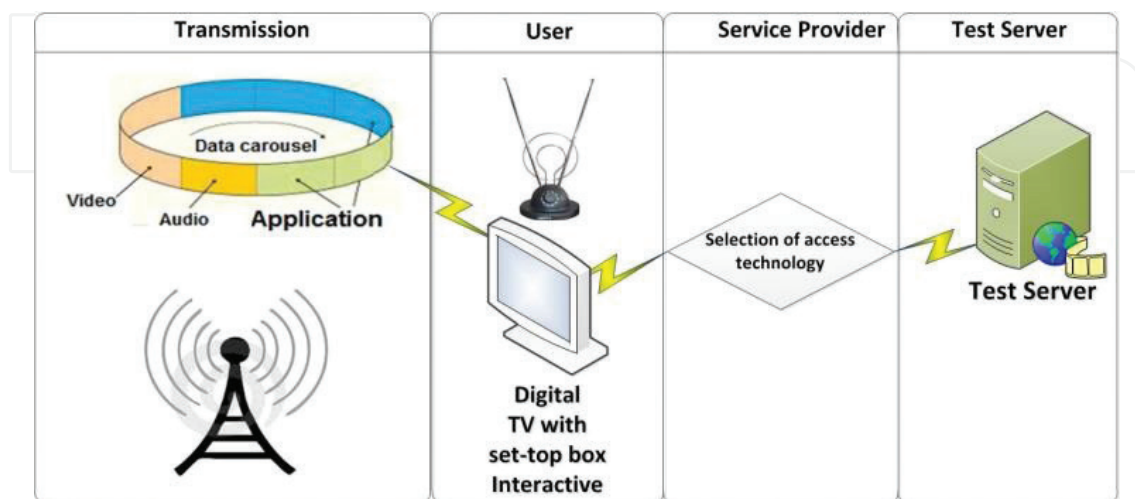 Transmission
User
Service Provider
Test Server
Data carousel
Video
Audio
Application
Selection of access
technology
Test Server
Digital
TV with
set-top box
Interactive